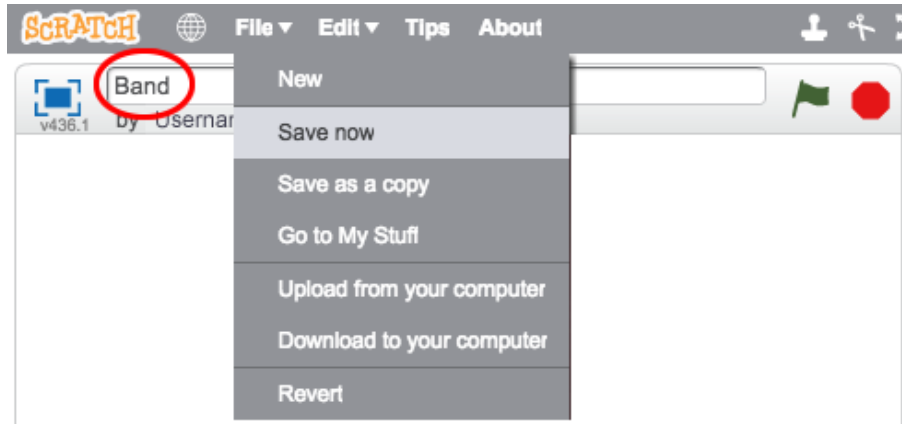 SCRATCH File Edit Tips About
Band
v436.1 by
New
Save now
Save as a copy
Go to My Stuff
Upload from your computer
Download to your computer
Revert